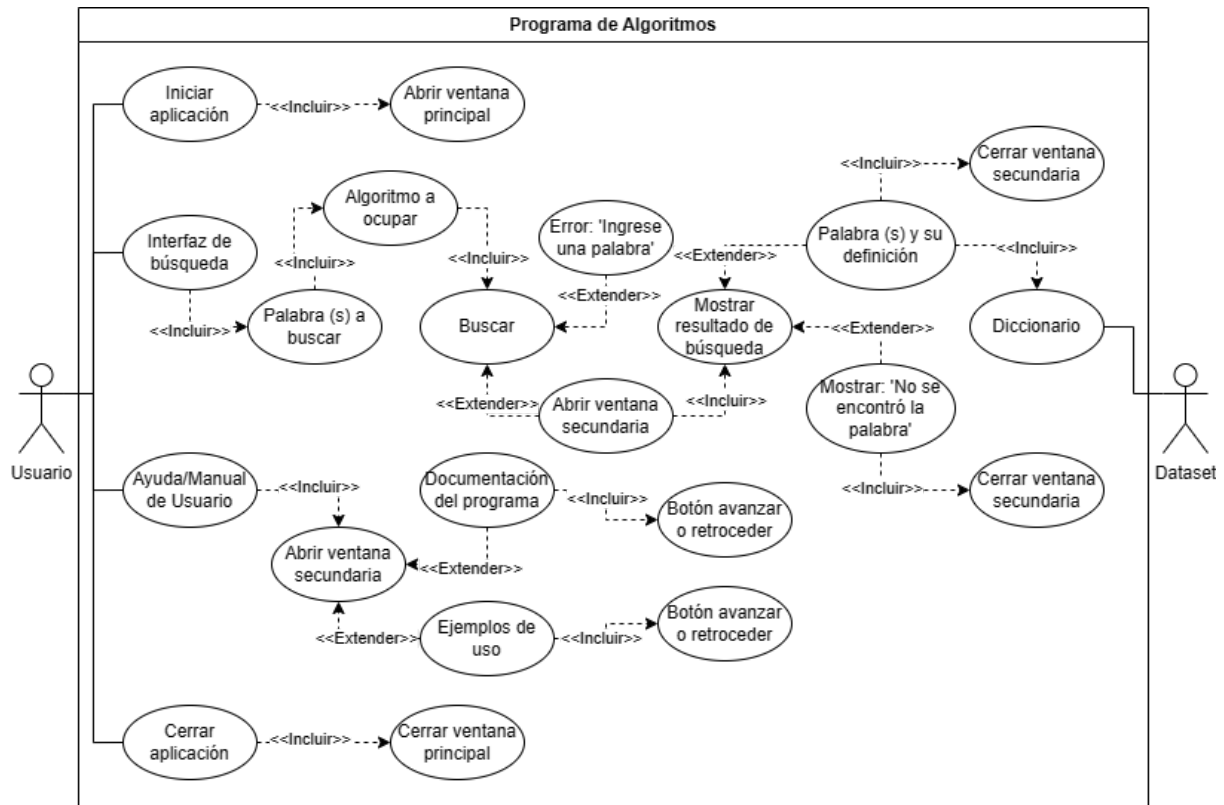 Programa de Algoritmos
Iniciar
aplicación
<<Incluir>>
Abrir ventana
principal
Cerrar ventana
secundaria
<<Incluir>>
Algoritmo a
ocupar
Error: 'Ingrese
una palabra'
Palabra (s) y su
definición
Interfaz de
búsqueda
<<Incluir>>
<<Incluir>>
<<Extender>>
<<Incluir>>
<<Extender>>
<<Incluir>>
Palabra (s) a
buscar
Buscar
Mostrar
resultado de
búsqueda
<<Extender>>
Diccionario
<<Extender>>
Abrir ventana
secundaria
<<Incluir>>
Mostrar: 'No se
encontró la
palabra'
Usuario
Dataset
Ayuda/Manual
de Usuario
<<Incluir>>
Documentación
del programa
<<Incluir>>
Botón avanzar
o retroceder
<<Incluir>>
Cerrar ventana
secundaria
Abrir ventana
secundaria
<<Extender>>
<<Extender>>
Ejemplos de
uso
<<Incluir>>
Botón avanzar
o retroceder
Cerrar
aplicación
<<Incluir>>
Cerrar ventana
principal